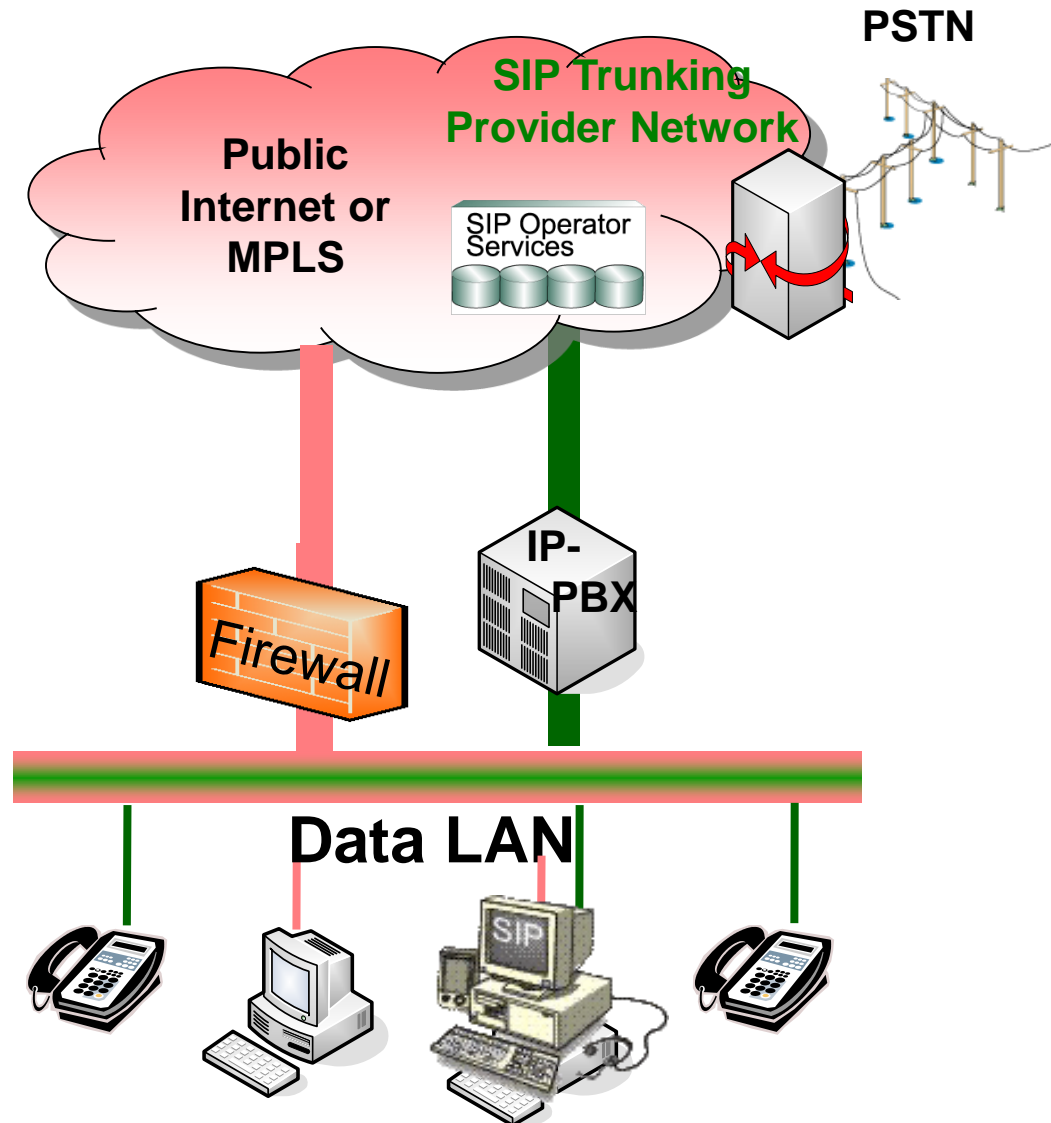 PSTN
SIP Trunking
Provider Network
Public
Internet or
MPLS
SIP Operator
Services
IP-
PBX
Firewall
Data LAN
SIP